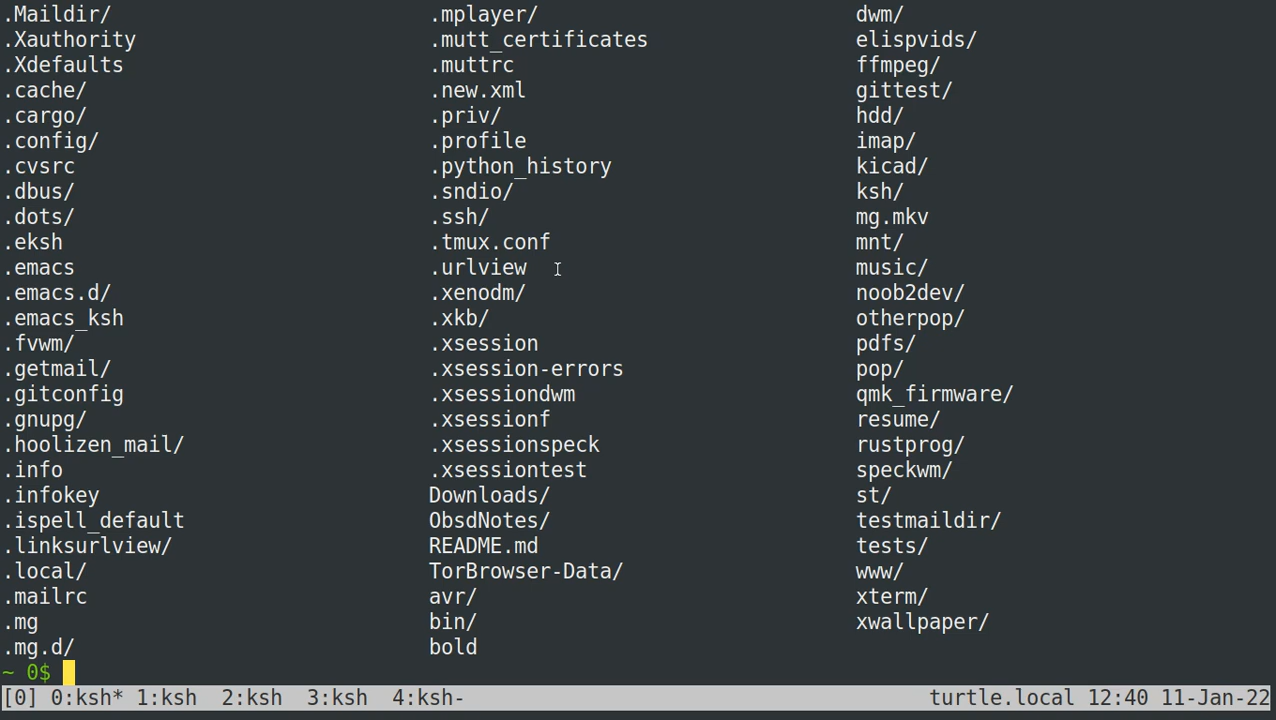 .Maildir/ .mplayer/ dwm/
.Xauthority .mutt_certificates elispvids/
.Xdefaults .muttrc ffmpeg/
.cache/ .new.xml gittest/
.cargo/ .priv/ hdd/
.config/ .profile imap/
.cvsrc .python_history kicad/
.dbus/ .sndio/ ksh/
.dots/ .ssh/ mg.mkv
.eksh .tmux.conf mnt/
.emacs .urlview music/
.emacs.d/ .xenodm/ noob2dev/
.emacs_ksh .xkb/ otherpop/
.fvwm/ .xsession pdfs/
.getmail/ .xsession-errors pop/
.gitconfig .xsessiondwm qmk_firmware/
.gnupg/ .xsessionf resume/
.hoolizen_mail/ .xsessionspeck rustprog/
.info .xsessiontest speckwm/
.infokey Downloads/ st/
.ispell_default ObsdNotes/ testmaildir/
.linksurlview/ README.md tests/
.local/ TorBrowser-Data/ www/
.mailrc avr/ xterm/
.mg bin/ xwallpaper/
.mg.d/ bold
~ 0$
[0] 0:ksh* 1:ksh 2:ksh 3:ksh 4:ksh- turtle.local 12:40 11-Jan-22